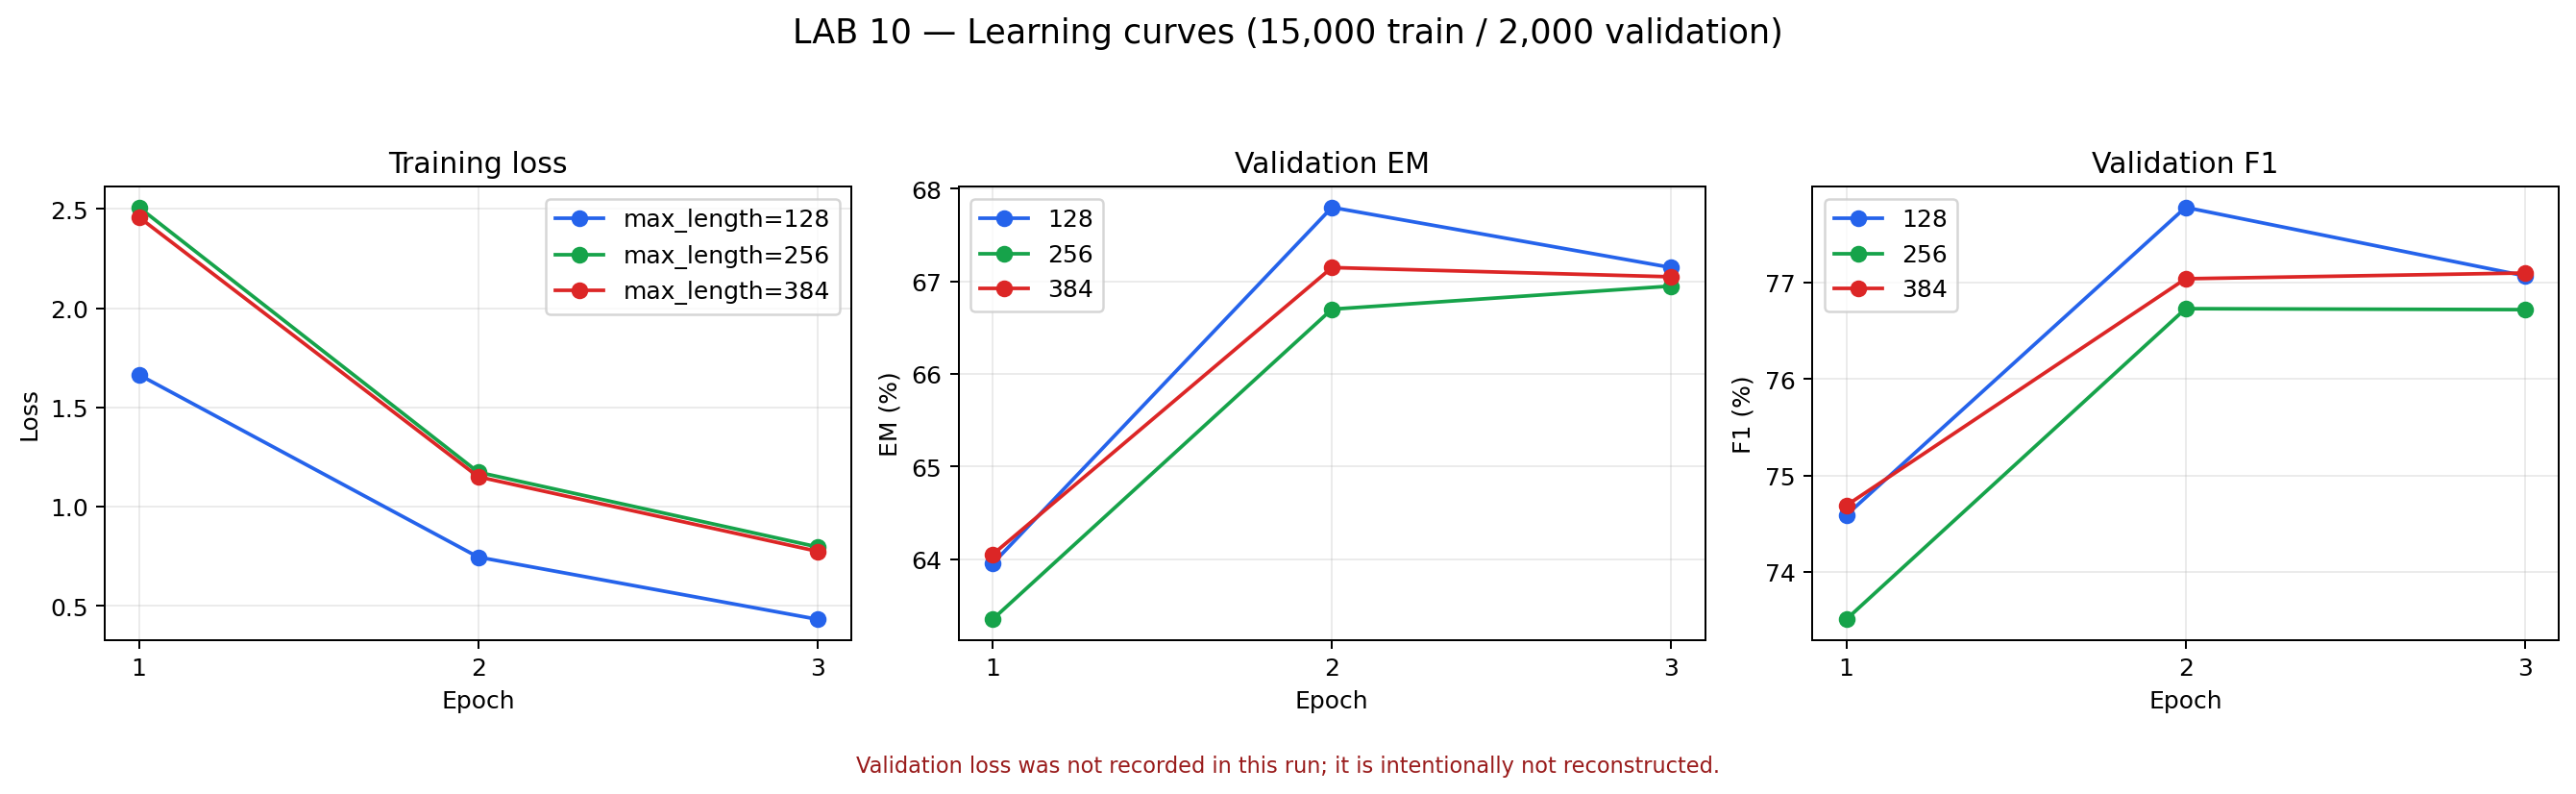 LAB 10 — Learning curves (15,000 train / 2,000 validation)
Training loss
2.5
2.0
1.5
1.0
0.5
Loss
max_length=128
max_length=256
max_length=384
1
2
3
Epoch
Validation EM
68
67
66
65
64
EM (%)
128
256
384
1
2
3
Epoch
Validation F1
77
76
75
74
F1 (%)
128
256
384
1
2
3
Epoch
Validation loss was not recorded in this run; it is intentionally not reconstructed.